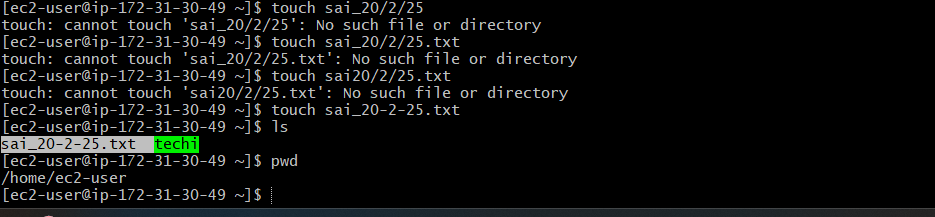 [ec2-user@ip-172-31-30-49 ~]$ touch sai_20/2/25
touch: cannot touch 'sai_20/2/25': No such file or directory
[ec2-user@ip-172-31-30-49 ~]$ touch sai_20/2/25.txt
touch: cannot touch 'sai_20/2/25.txt': No such file or directory
[ec2-user@ip-172-31-30-49 ~]$ touch sai20/2/25.txt
touch: cannot touch 'sai20/2/25.txt': No such file or directory
[ec2-user@ip-172-31-30-49 ~]$ touch sai_20-2-25.txt
[ec2-user@ip-172-31-30-49 ~]$ ls
sai_20-2-25.txt  techi
[ec2-user@ip-172-31-30-49 ~]$ pwd
/home/ec2-user
[ec2-user@ip-172-31-30-49 ~]$